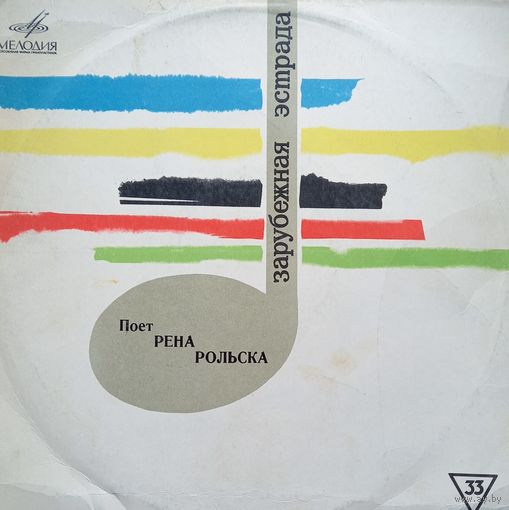 МЕЛОДИЯ
зарубежная эстрада
Поет
РЕНА
РОЛЬСКА
33